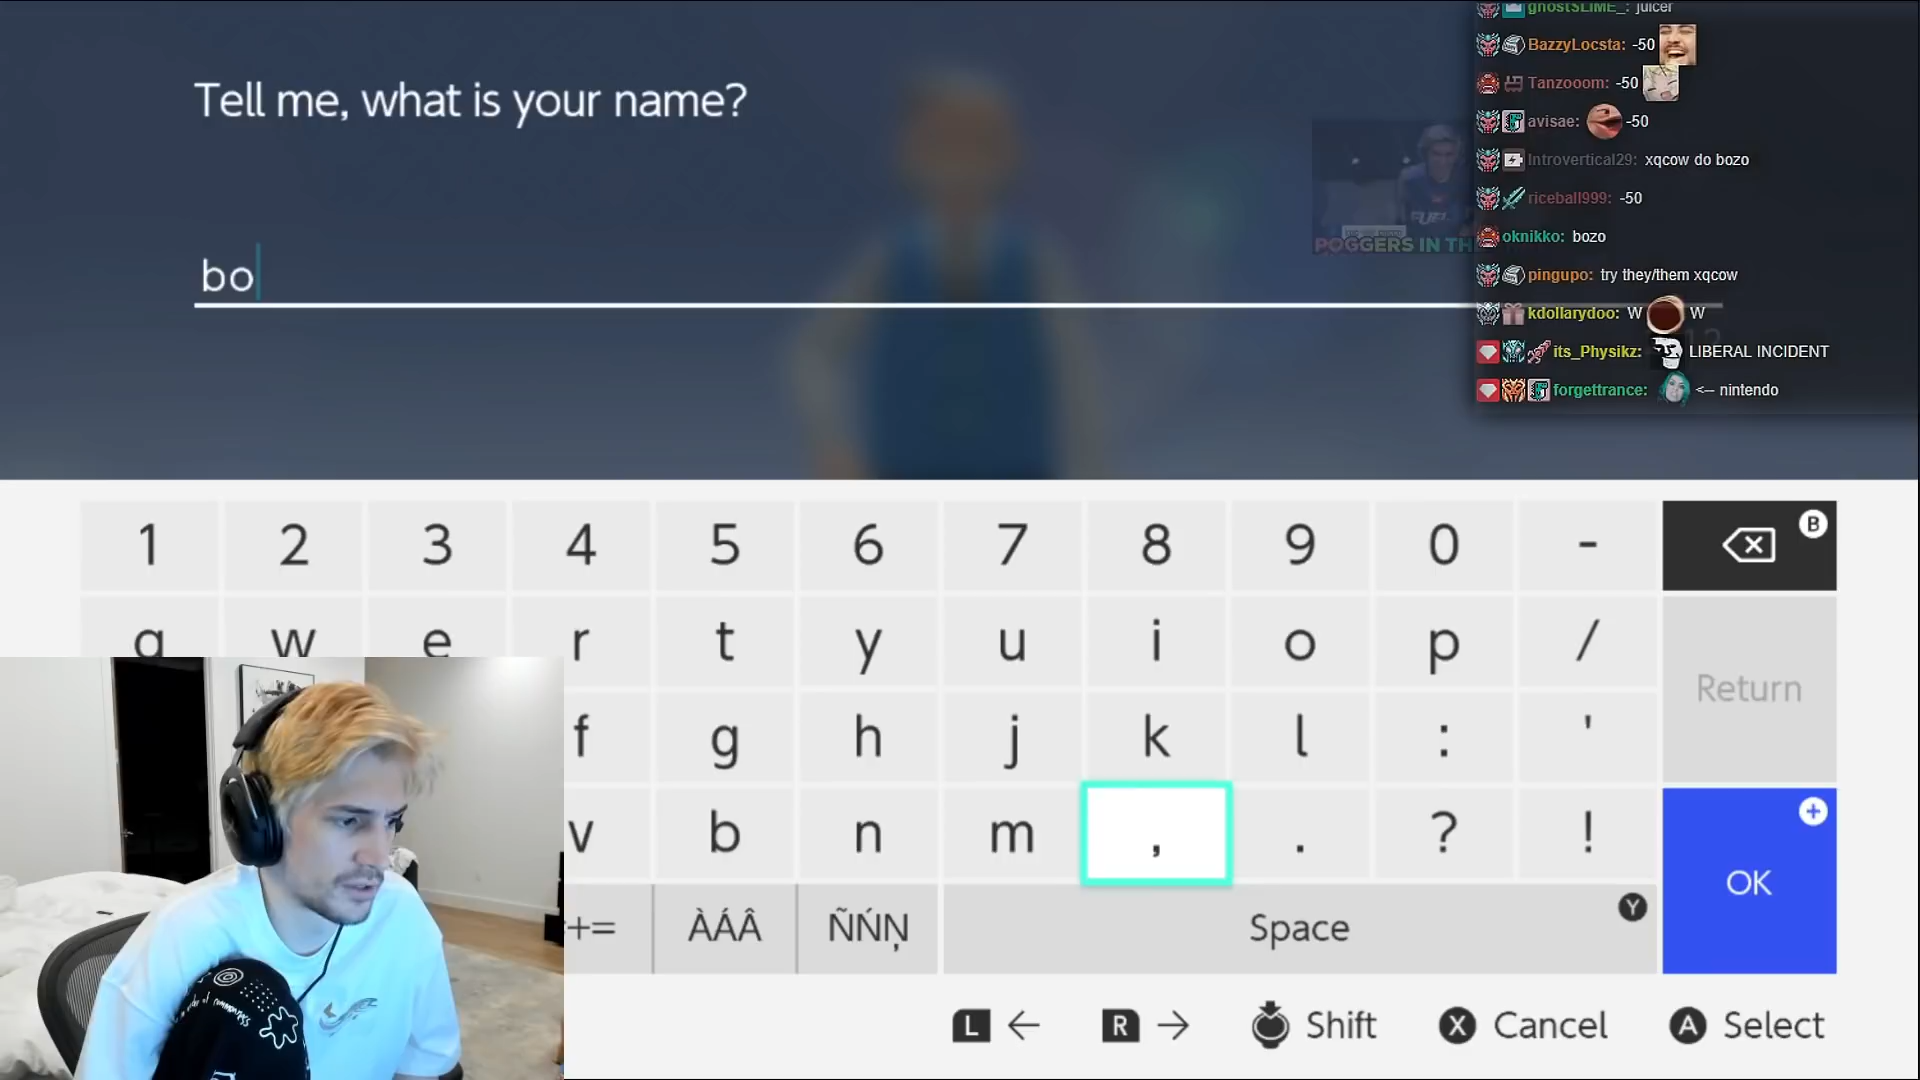 ghostSLIME_: juicer
BazzyLocsta: -50
Tell me, what is your name?
Tanzooom: -50
avisae: -50
Introvertical29: xqcow do bozo
riceball999: -50
POGGERS IN TH
oknikko: bozo
bo
pingupo: try they/them xqcow
kdollarydoo: W W
its_Physikz: LIBERAL INCIDENT
forgettrance: <-- nintendo
1 2 3 4 5 6 7 8 9 0 - B
q w e r t y u i o p /
Return
f g h j k l : '
v b n m , . ? ! +
OK
+= ÀÁÂ ÑŃŅ Space Y
L ← R → Shift X Cancel A Select